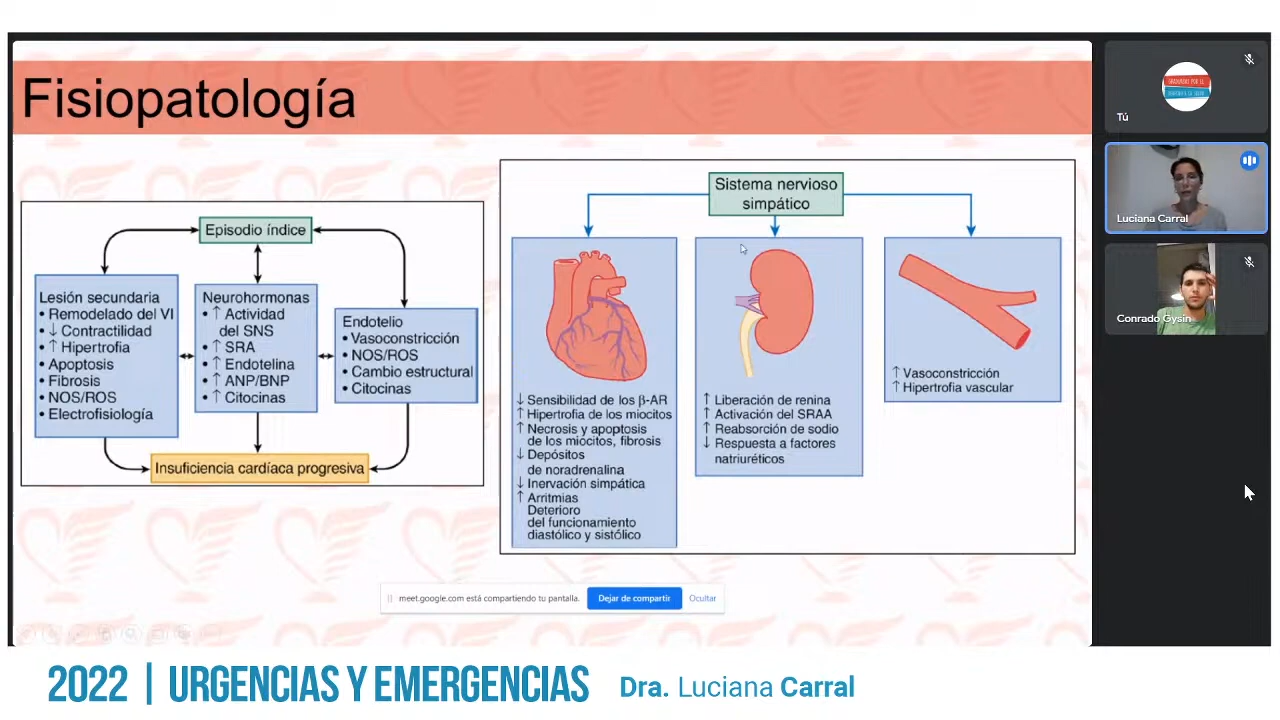 Fisiopatología
Episodio índice
Lesión secundaria
• Remodelado del VI
• ↓ Contractilidad
• ↑ Hipertrofia
• Apoptosis
• Fibrosis
• NOS/ROS
• Electrofisiología
Neurohormonas
• ↑ Actividad
del SNS
• ↑ SRA
• ↑ Endotelina
• ↑ ANP/BNP
• ↑ Citocinas
Endotelio
• Vasoconstricción
• NOS/ROS
• Cambio estructural
• Citocinas
Insuficiencia cardíaca progresiva
Sistema nervioso
simpático
↓ Sensibilidad de los β-AR
↑ Hipertrofia de los miocitos
↑ Necrosis y apoptosis
de los miocitos, fibrosis
↓ Depósitos
de noradrenalina
↓ Inervación simpática
↑ Arritmias
Deterioro
del funcionamiento
diastólico y sistólico
↑ Liberación de renina
↑ Activación del SRAA
↑ Reabsorción de sodio
↓ Respuesta a factores
natriuréticos
↑ Vasoconstricción
↑ Hipertrofia vascular
meet.google.com está compartiendo tu pantalla.
Dejar de compartir
Ocultar
Tú
Luciana Carral
Conrado Gysin
2022 | URGENCIAS Y EMERGENCIAS
Dra. Luciana Carral